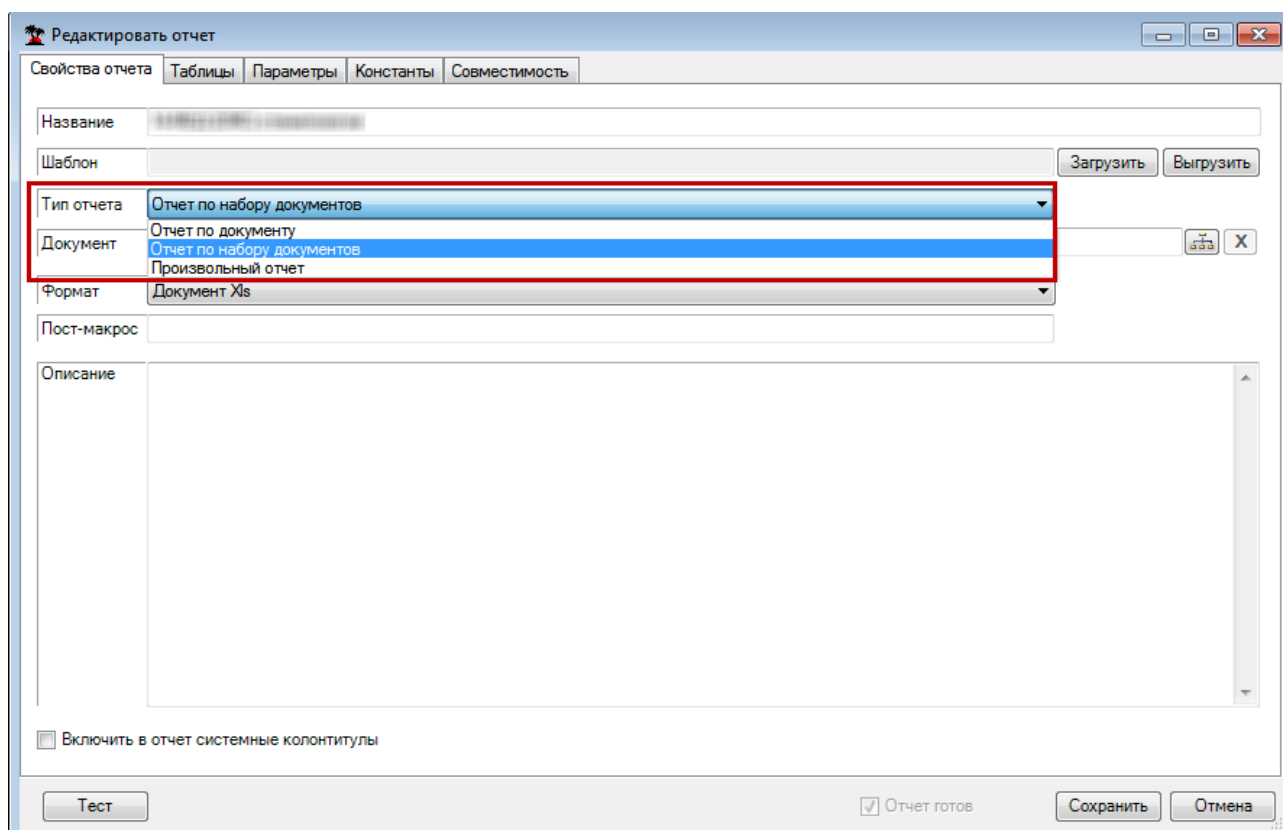 Редактировать отчет
Свойства отчета Таблицы Параметры Константы Совместимость
Название
Шаблон Загрузить Выгрузить
Тип отчета Отчет по набору документов
Отчет по документу
Документ Отчет по набору документов X
Произвольный отчет
Формат Документ Xls
Пост-макрос
Описание
Включить в отчет системные колонтитулы
Тест Отчет готов Сохранить Отмена